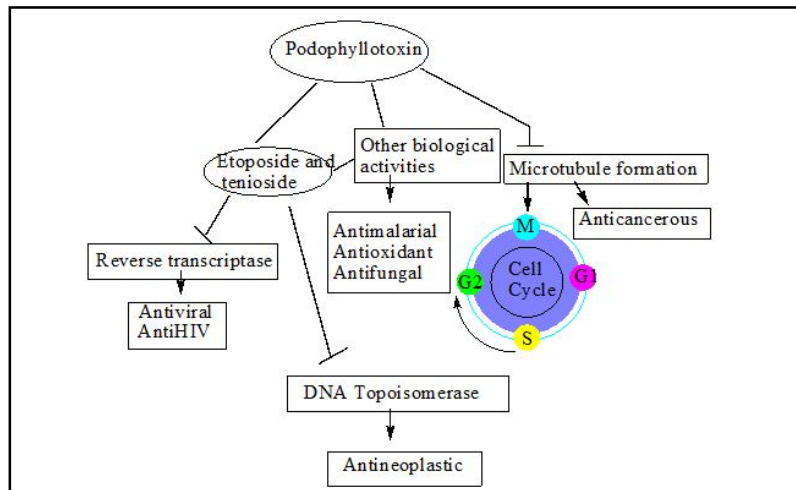 Podophyllotoxin
Etoposide and
tenioside
Other biological
activities
Microtubule formation
Anticancerous
Antimalarial
Antioxidant
Antifungal
M
Reverse transcriptase
Cell
Cycle
G2
G1
Antiviral
AntiHIV
S
DNA Topoisomerase
Antineoplastic